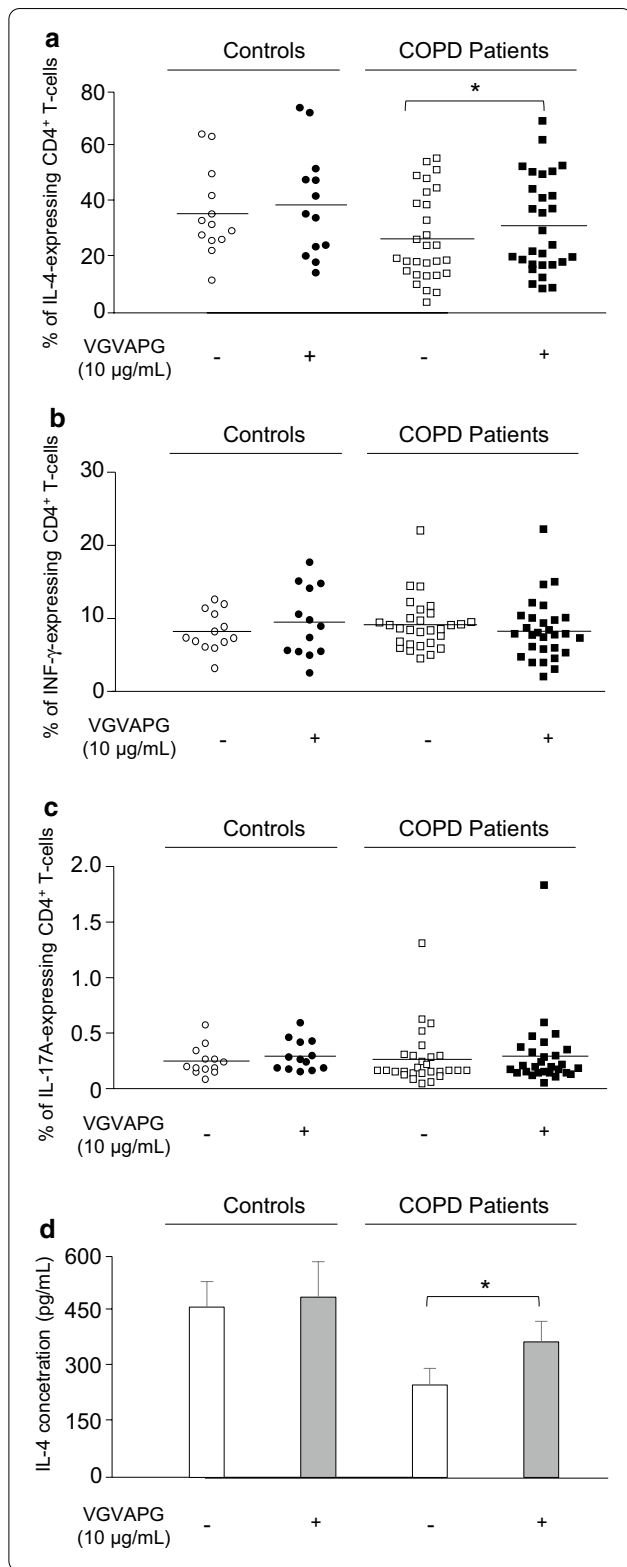 a
Controls COPD Patients
% of IL-4-expressing CD4⁺ T-cells
80
*
60
40
20
0
VGVAPG
(10 µg/mL) - + - +
b
Controls COPD Patients
% of INF-γ-expressing CD4⁺ T-cells
30
20
10
0
VGVAPG
(10 µg/mL) - + - +
c
Controls COPD Patients
% of IL-17A-expressing CD4⁺ T-cells
2.0
1.5
1.0
0.5
0
VGVAPG
(10 µg/mL) - + - +
d
Controls COPD Patients
IL-4 concetration (pg/mL)
600
*
450
300
150
0
VGVAPG
(10 µg/mL) - + - +